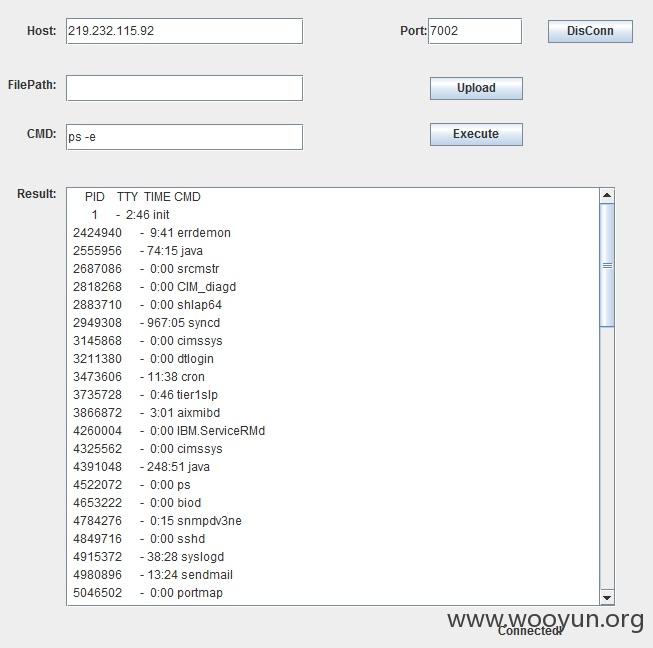 Host: 219.232.115.92 Port: 7002 DisConn
FilePath: Upload
CMD: ps -e Execute
Result: PID TTY TIME CMD
1 - 2:46 init
2424940 - 9:41 errdemon
2555956 - 74:15 java
2687086 - 0:00 srcmstr
2818268 - 0:00 CIM_diagd
2883710 - 0:00 shlap64
2949308 - 967:05 syncd
3145868 - 0:00 cimssys
3211380 - 0:00 dtlogin
3473606 - 11:38 cron
3735728 - 0:46 tier1slp
3866872 - 3:01 aixmibd
4260004 - 0:00 IBM.ServiceRMd
4325562 - 0:00 cimssys
4391048 - 248:51 java
4522072 - 0:00 ps
4653222 - 0:00 biod
4784276 - 0:15 snmpdv3ne
4849716 - 0:00 sshd
4915372 - 38:28 syslogd
4980896 - 13:24 sendmail
5046502 - 0:00 portmap
www.wooyun.org
Connected!